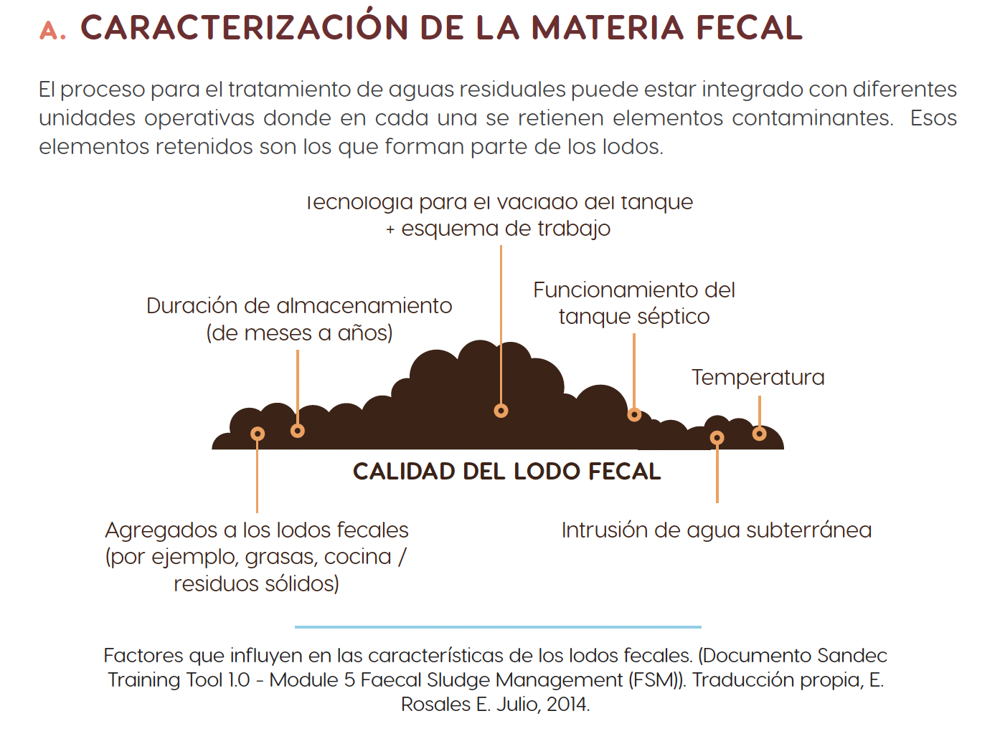 A. CARACTERIZACIÓN DE LA MATERIA FECAL
El proceso para el tratamiento de aguas residuales puede estar integrado con diferentes
unidades operativas donde en cada una se retienen elementos contaminantes. Esos
elementos retenidos son los que forman parte de los lodos.
Tecnología para el vaciado del tanque
+ esquema de trabajo
Funcionamiento del
tanque séptico
Duración de almacenamiento
(de meses a años)
Temperatura
CALIDAD DEL LODO FECAL
Agregados a los lodos fecales
(por ejemplo, grasas, cocina /
residuos sólidos)
Intrusión de agua subterránea
Factores que influyen en las características de los lodos fecales. (Documento Sandec
Training Tool 1.0 - Module 5 Faecal Sludge Management (FSM)). Traducción propia, E.
Rosales E. Julio, 2014.